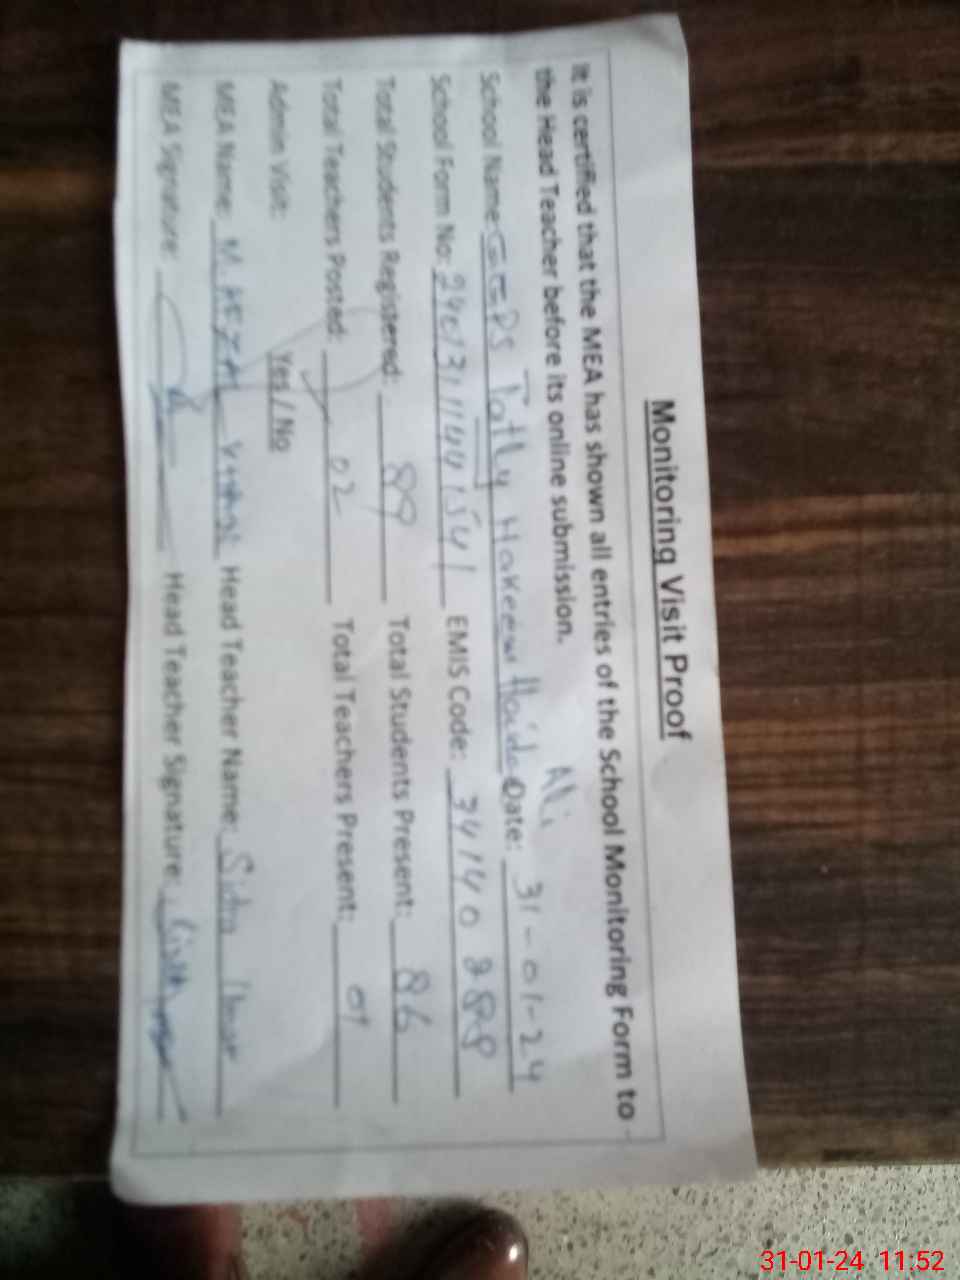 Monitoring Visit Proof
It is certified that the MEA has shown all entries of the School Monitoring Form to
the Head Teacher before its online submission.
School Name: GGPS Tatly Hakeem Haider Ali Date: 31-01-24
School Form No: EMIS Code: 34140288
Total Students Registered: 89 Total Students Present: 86
Total Teachers Posted: 02 Total Teachers Present: 01
Admin Visit: Yes / No
MEA Name: M. Head Teacher Name: Sidra
MEA Signature: Head Teacher Signature:
31-01-24 11:52